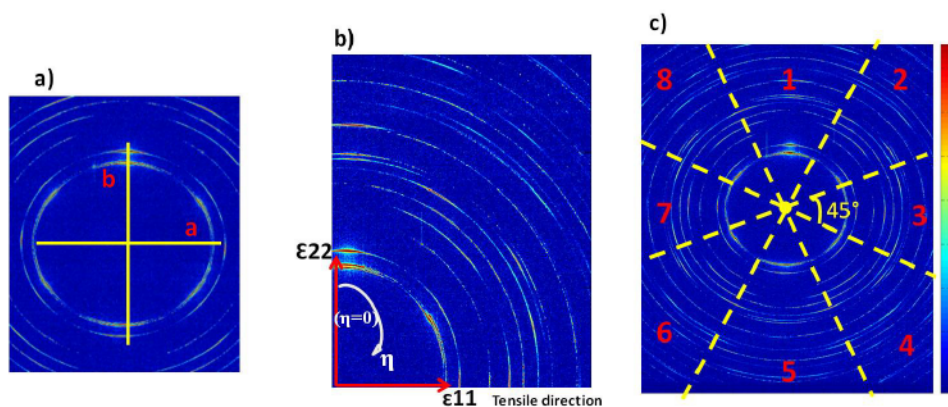 a)
b
a
b)
ε22
(η=0)
η
ε11 Tensile direction
c)
8
1
2
7
45°
3
6
5
4